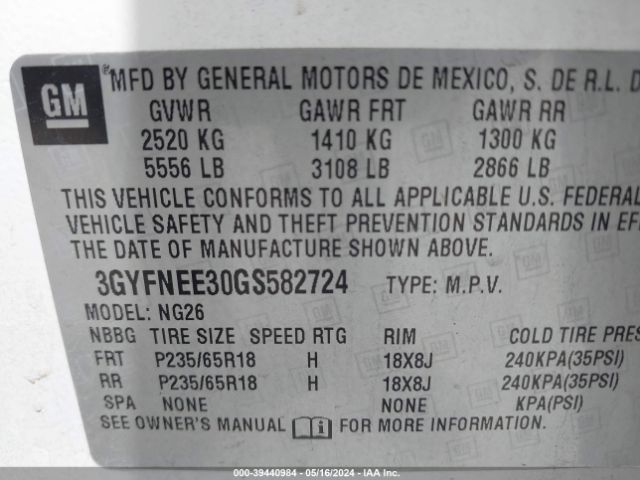 GM
® MFD BY GENERAL MOTORS DE MEXICO, S. DE R.L. D
GVWR GAWR FRT GAWR RR
2520 KG 1410 KG 1300 KG
5556 LB 3108 LB 2866 LB
THIS VEHICLE CONFORMS TO ALL APPLICABLE U.S. FEDERAL
VEHICLE SAFETY AND THEFT PREVENTION STANDARDS IN EFF
THE DATE OF MANUFACTURE SHOWN ABOVE.
3GYFNEE30GS582724 TYPE: M.P.V.
MODEL: NG26
NBBG TIRE SIZE SPEED RTG RIM COLD TIRE PRES
FRT P235/65R18 H 18X8J 240KPA(35PSI)
RR P235/65R18 H 18X8J 240KPA(35PSI)
SPA NONE NONE KPA(PSI)
SEE OWNER'S MANUAL i FOR MORE INFORMATION.
000-39440984 - 05/16/2024 - IAA Inc.